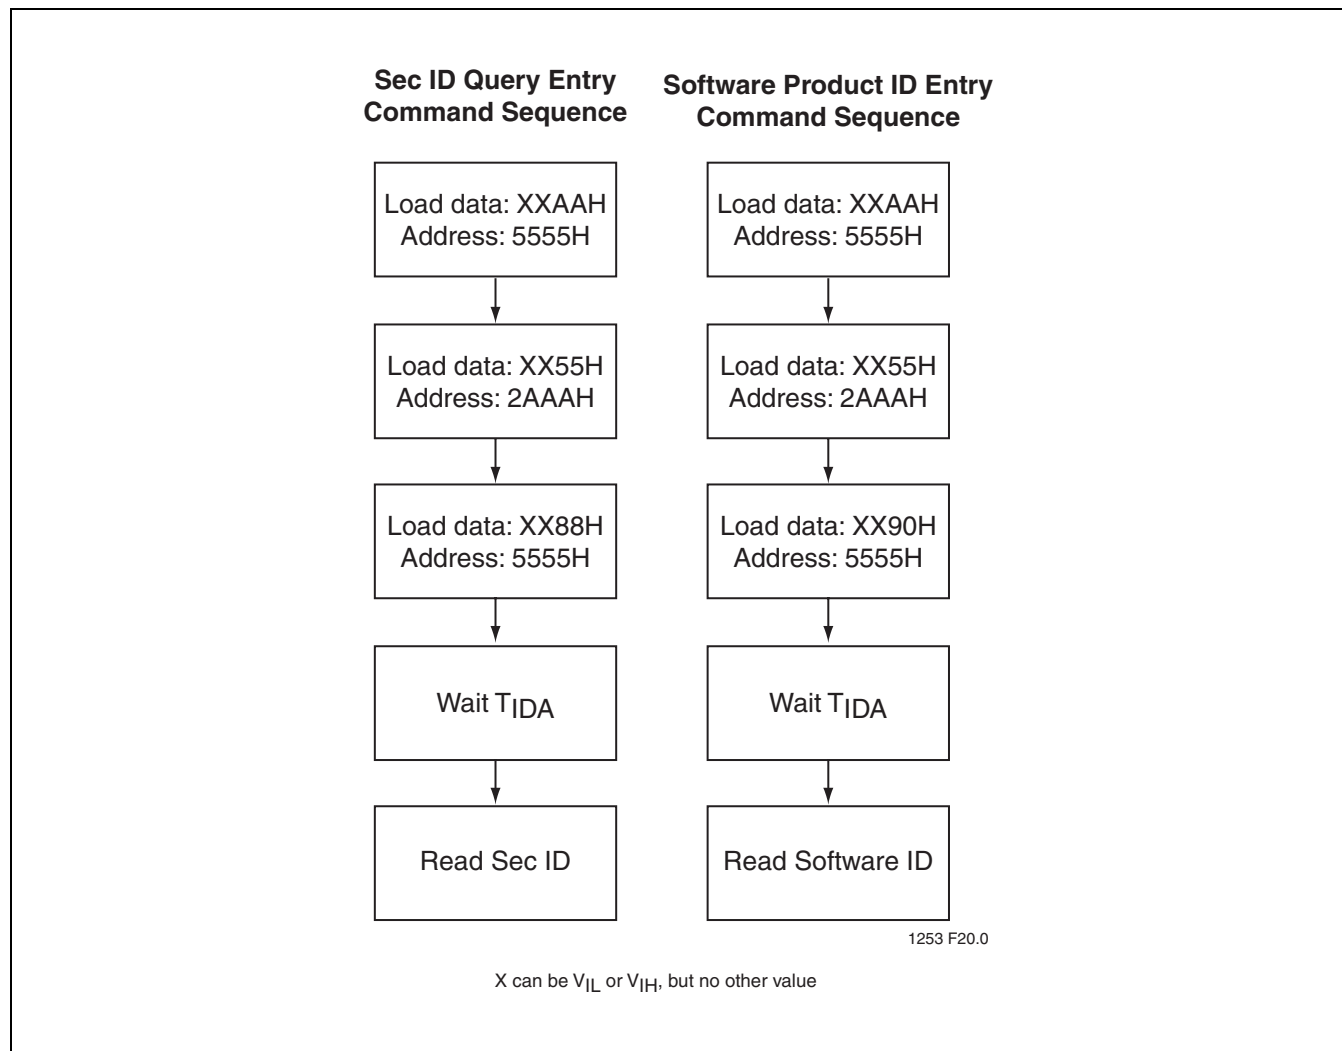 Sec ID Query Entry
Command Sequence
Load data: XXAAH
Address: 5555H
Load data: XX55H
Address: 2AAAH
Load data: XX88H
Address: 5555H
Wait TIDA
Read Sec ID
Software Product ID Entry
Command Sequence
Load data: XXAAH
Address: 5555H
Load data: XX55H
Address: 2AAAH
Load data: XX90H
Address: 5555H
Wait TIDA
Read Software ID
1253 F20.0
X can be VIL or VIH, but no other value